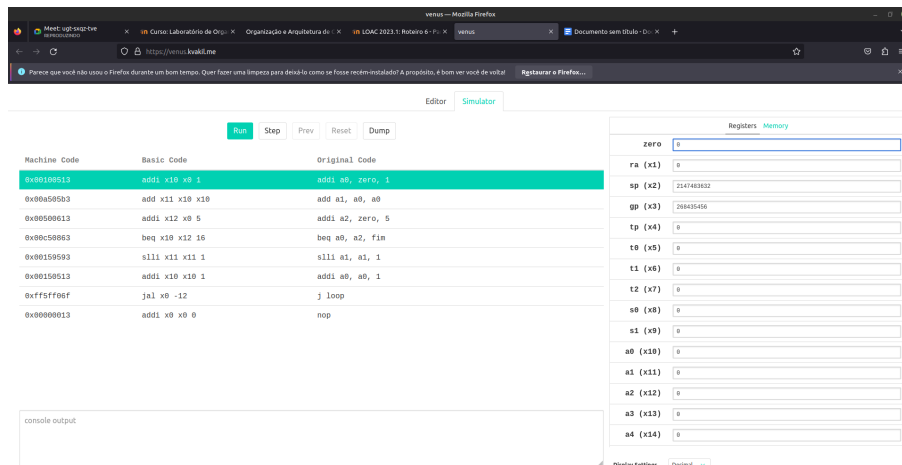 venus — Mozilla Firefox
Meet: ugt-sxqz-tve
REPRODUZINDO
Curso: Laboratório de Orga
Organização e Arquitetura de
LOAC 2023.1: Roteiro 6 - Pa
venus
Documento sem título - Do
https://venus.kvakil.me
Parece que você não usou o Firefox durante um bom tempo. Quer fazer uma limpeza para deixá-lo como se fosse recém-instalado? A propósito, é bom ver você de volta! Restaurar o Firefox...
Editor Simulator
Run Step Prev Reset Dump
Machine Code Basic Code Original Code
0x00100513 addi x10 x0 1 addi a0, zero, 1
0x00a505b3 add x11 x10 x10 add a1, a0, a0
0x00500613 addi x12 x0 5 addi a2, zero, 5
0x00c50863 beq x10 x12 16 beq a0, a2, fim
0x00159593 slli x11 x11 1 slli a1, a1, 1
0x00150513 addi x10 x10 1 addi a0, a0, 1
0xff5ff06f jal x0 -12 j loop
0x00000013 addi x0 x0 0 nop
console output
Registers Memory
zero 0
ra (x1) 0
sp (x2) 2147483632
gp (x3) 268435456
tp (x4) 0
t0 (x5) 0
t1 (x6) 0
t2 (x7) 0
s0 (x8) 0
s1 (x9) 0
a0 (x10) 0
a1 (x11) 0
a2 (x12) 0
a3 (x13) 0
a4 (x14) 0
Display Settings Decimal